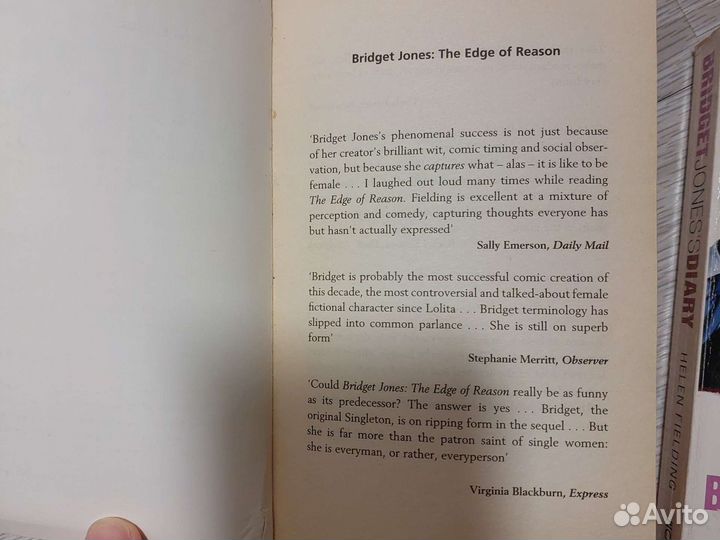 Bridget Jones: The Edge of Reason
'Bridget Jones's phenomenal success is not just because
of her creator's brilliant wit, comic timing and social obser-
vation, but because she captures what – alas – it is like to be
female . . . I laughed out loud many times while reading
The Edge of Reason. Fielding is excellent at a mixture of
perception and comedy, capturing thoughts everyone has
but hasn't actually expressed'
Sally Emerson, Daily Mail
'Bridget is probably the most successful comic creation of
this decade, the most controversial and talked-about female
fictional character since Lolita . . . Bridget terminology has
slipped into common parlance . . . She is still on superb
form'
Stephanie Merritt, Observer
'Could Bridget Jones: The Edge of Reason really be as funny
as its predecessor? The answer is yes . . . Bridget, the
original Singleton, is on ripping form in the sequel . . . But
she is far more than the patron saint of single women:
she is everyman, or rather, everyperson'
Virginia Blackburn, Express
BRIDGET JONES'S DIARY HELEN FIELDING
B
Avito